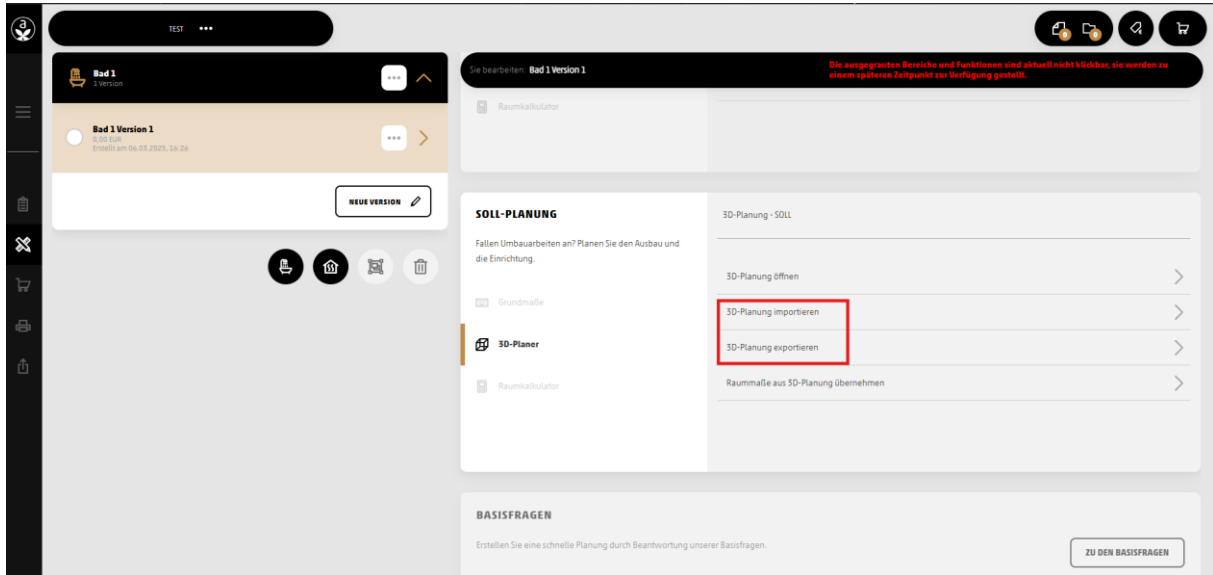 a
TEST •••
0 0
Bad 1
1 Version
•••
Bad 1 Version 1
0,00 EUR
Erstellt am 06.03.2023, 16:26
•••
NEUE VERSION
Sie bearbeiten: Bad 1 Version 1
Die ausgegrauten Bereiche und Funktionen sind aktuell nicht klickbar, sie werden zu
einem späteren Zeitpunkt zur Verfügung gestellt.
Raumkalkulator
SOLL-PLANUNG
Fallen Umbauarbeiten an? Planen Sie den Ausbau und
die Einrichtung.
Grundmaße
3D-Planer
Raumkalkulator
3D-Planung - SOLL
3D-Planung öffnen
3D-Planung importieren
3D-Planung exportieren
Raummaße aus 3D-Planung übernehmen
BASISFRAGEN
Erstellen Sie eine schnelle Planung durch Beantwortung unserer Basisfragen.
ZU DEN BASISFRAGEN